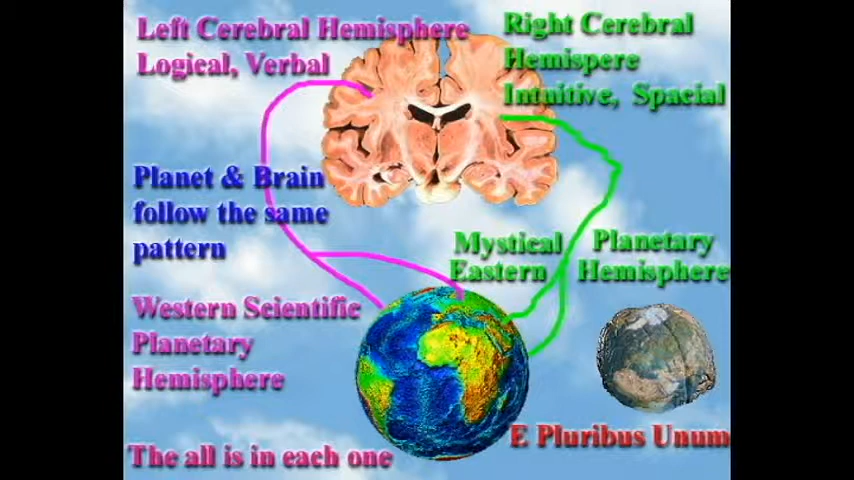 Left Cerebral Hemisphere
Logical, Verbal
Right Cerebral
Hemispere
Intuitive, Spacial
Planet & Brain
follow the same
pattern
Mystical Planetary
Eastern Hemisphere
Western Scientific
Planetary
Hemisphere
E Pluribus Unum
The all is in each one